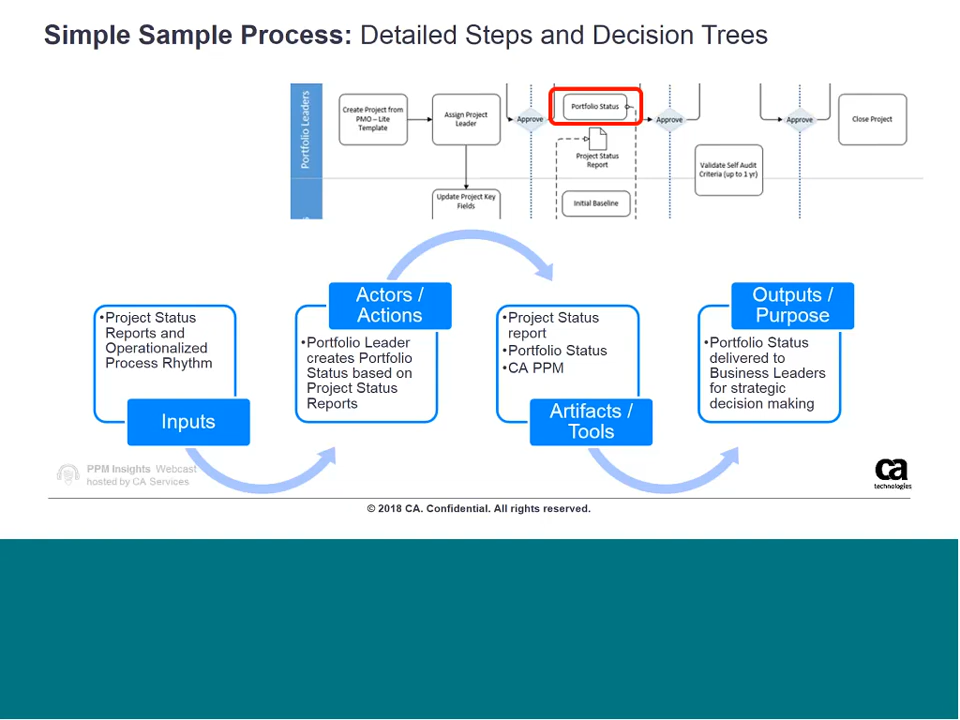 Simple Sample Process: Detailed Steps and Decision Trees
Portfolio Leaders
Create Project from
PMO – Lite
Template
Assign Project
Leader
Approve
Portfolio Status
Approve
Approve
Close Project
Project Status
Report
Validate Self Audit
Criteria (up to 1 yr)
Update Project Key
Fields
Initial Baseline
•Project Status
Reports and
Operationalized
Process Rhythm
Inputs
Actors /
Actions
•Portfolio Leader
creates Portfolio
Status based on
Project Status
Reports
•Project Status
report
•Portfolio Status
•CA PPM
Artifacts /
Tools
Outputs /
Purpose
•Portfolio Status
delivered to
Business Leaders
for strategic
decision making
PPM Insights Webcast
hosted by CA Services
ca
technologies
© 2018 CA. Confidential. All rights reserved.